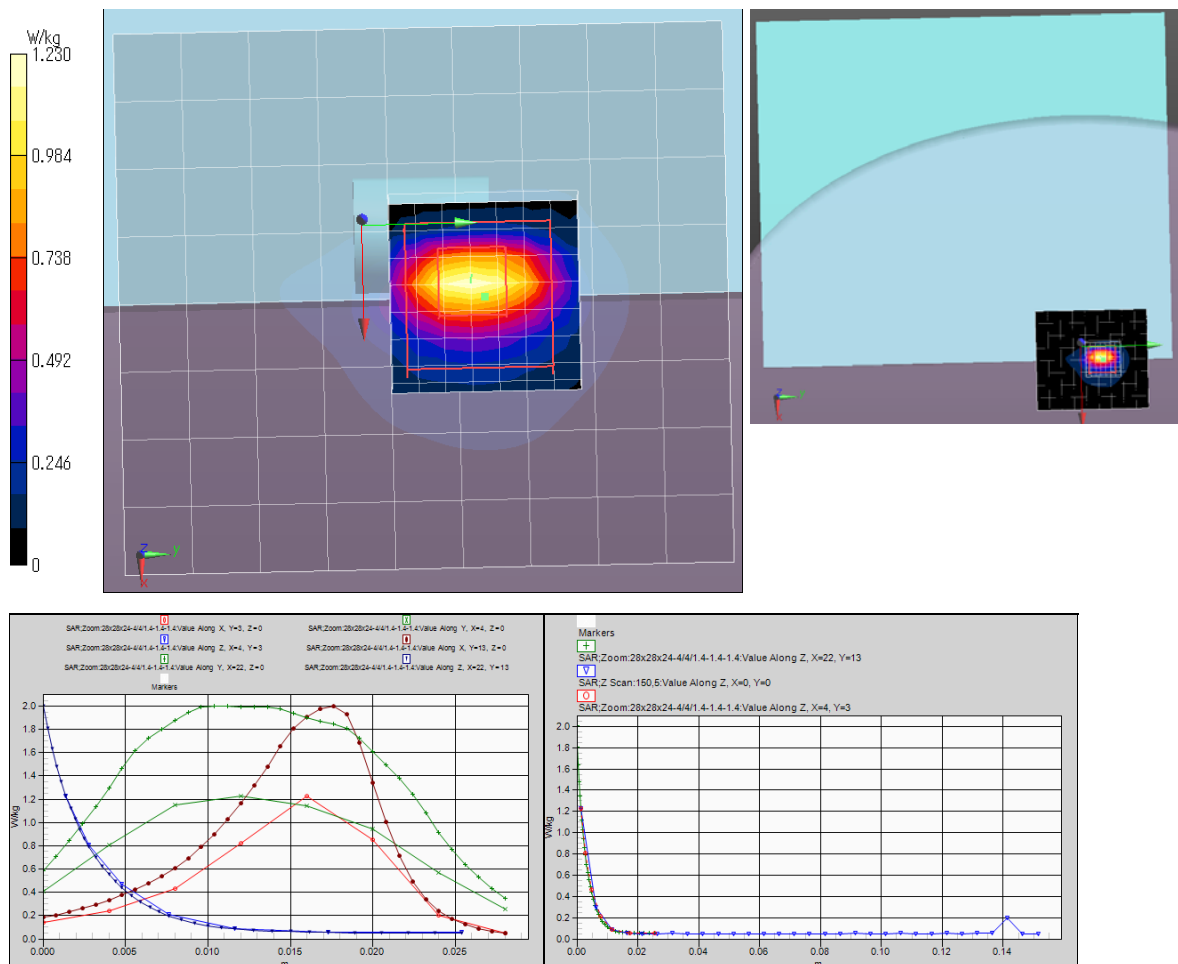 W/kg
1.230
0.984
0.738
0.492
0.246
0
z
y
x
z
y
x
SAR;Zoom:28x28x24-4/4/1.4-1.4-1.4:Value Along X, Y=3, Z=0
SAR;Zoom:28x28x24-4/4/1.4-1.4-1.4:Value Along Y, X=4, Z=0
SAR;Zoom:28x28x24-4/4/1.4-1.4-1.4:Value Along Z, X=4, Y=3
SAR;Zoom:28x28x24-4/4/1.4-1.4-1.4:Value Along X, Y=13, Z=0
SAR;Zoom:28x28x24-4/4/1.4-1.4-1.4:Value Along Y, X=22, Z=0
SAR;Zoom:28x28x24-4/4/1.4-1.4-1.4:Value Along Z, X=22, Y=13
Markers
2.0
1.8
1.6
1.4
1.2
1.0
0.8
0.6
0.4
0.2
0.0
W/kg
0.000 0.005 0.010 0.015 0.020 0.025
m
Markers
SAR;Zoom:28x28x24-4/4/1.4-1.4-1.4:Value Along Z, X=22, Y=13
SAR;Z Scan:150,5:Value Along Z, X=0, Y=0
SAR;Zoom:28x28x24-4/4/1.4-1.4-1.4:Value Along Z, X=4, Y=3
2.0
1.8
1.6
1.4
1.2
1.0
0.8
0.6
0.4
0.2
0.0
W/kg
0.00 0.02 0.04 0.06 0.08 0.10 0.12 0.14
m